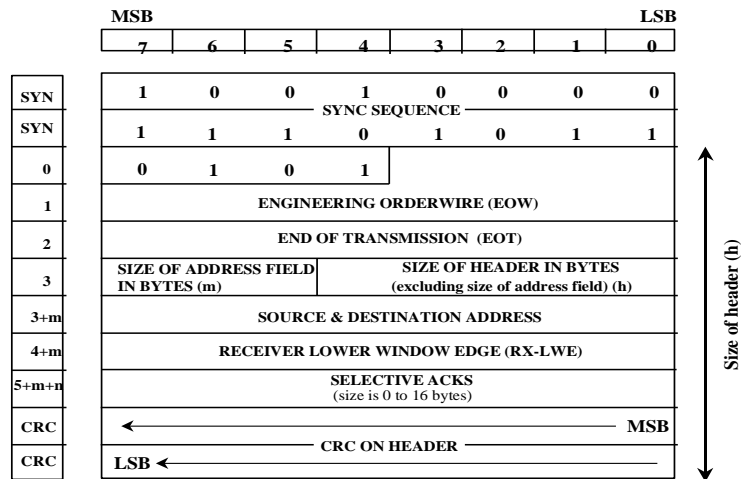 MSB LSB
7 6 5 4 3 2 1 0
SYN 1 0 0 1 0 0 0 0
SYNC SEQUENCE
SYN 1 1 1 0 1 0 1 1
0 0 1 0 1
1 ENGINEERING ORDERWIRE (EOW)
2 END OF TRANSMISSION (EOT)
3 SIZE OF ADDRESS FIELD IN BYTES (m) SIZE OF HEADER IN BYTES (excluding size of address field) (h)
3+m SOURCE & DESTINATION ADDRESS
4+m RECEIVER LOWER WINDOW EDGE (RX-LWE)
5+m+n SELECTIVE ACKS
(size is 0 to 16 bytes)
CRC MSB
CRC ON HEADER
CRC LSB
Size of header (h)